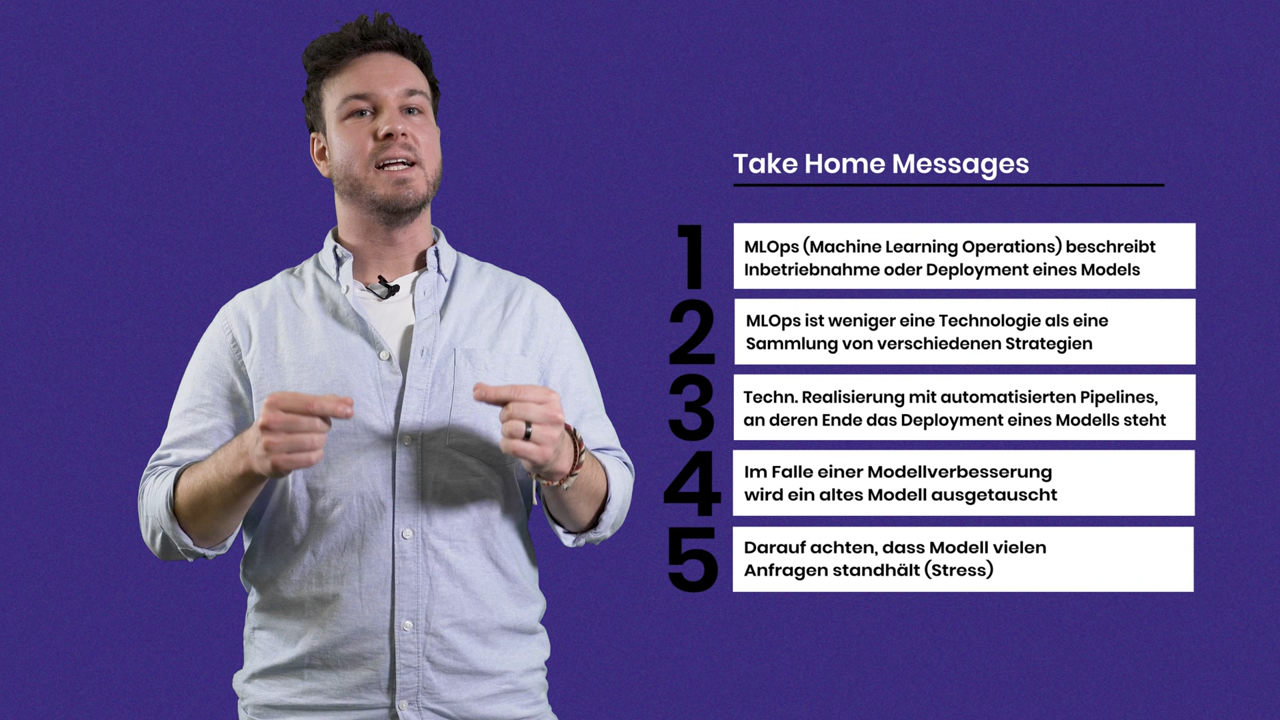 Take Home Messages
1
MLOps (Machine Learning Operations) beschreibt
Inbetriebnahme oder Deployment eines Models
2
MLOps ist weniger eine Technologie als eine
Sammlung von verschiedenen Strategien
3
Techn. Realisierung mit automatisierten Pipelines,
an deren Ende das Deployment eines Modells steht
4
Im Falle einer Modellverbesserung
wird ein altes Modell ausgetauscht
5
Darauf achten, dass Modell vielen
Anfragen standhält (Stress)